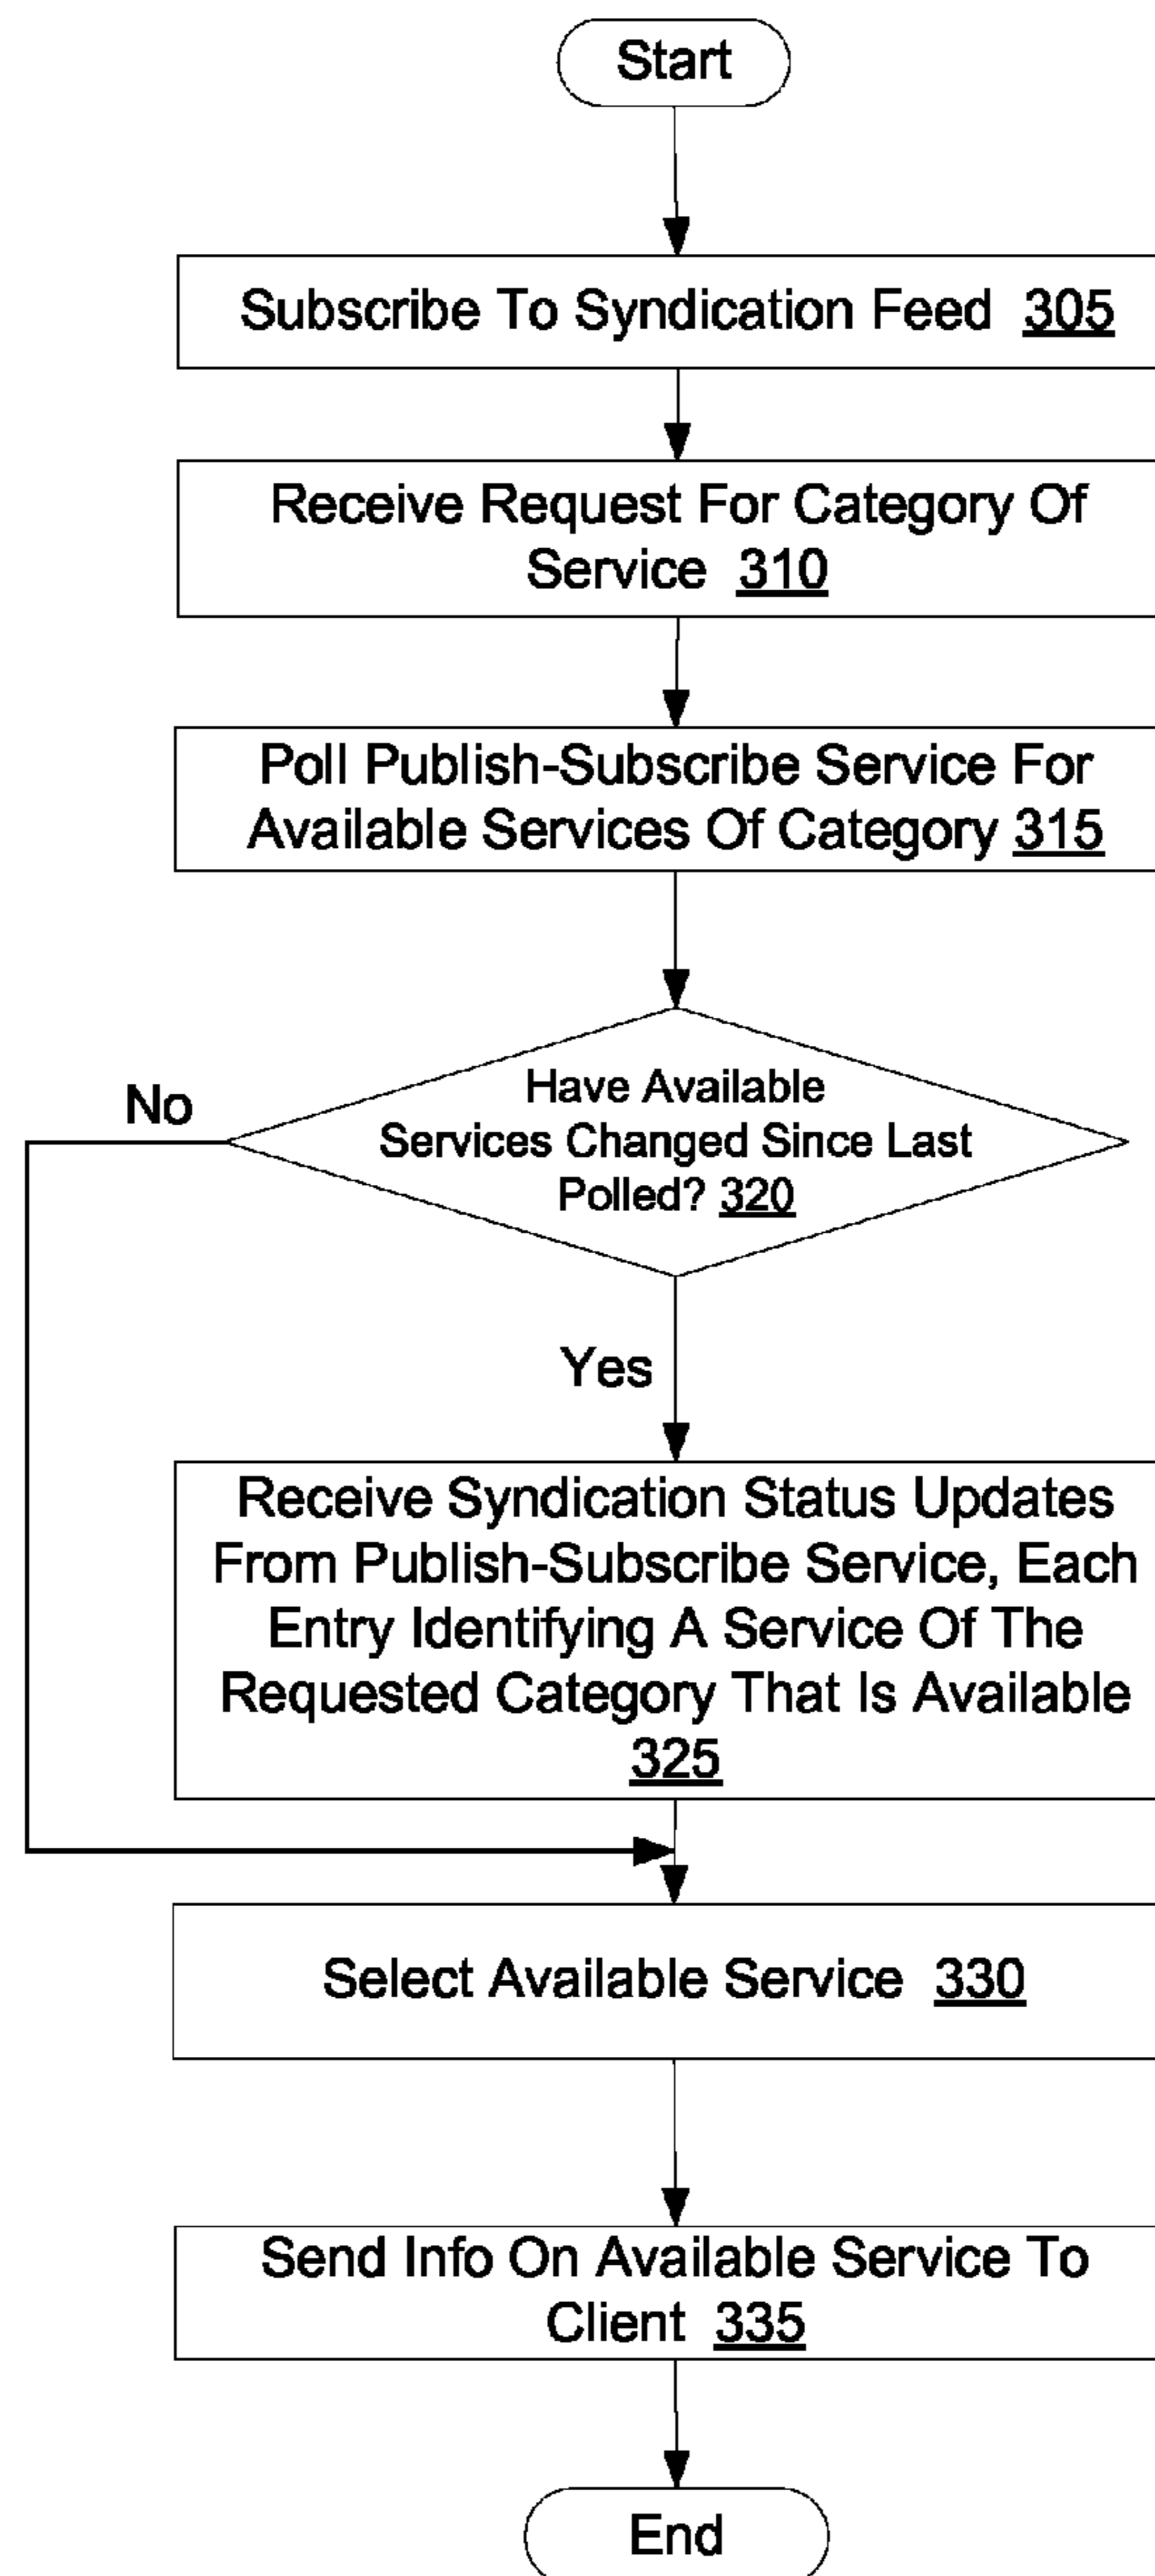 Start
Subscribe To Syndication Feed 305
Receive Request For Category Of
Service 310
Poll Publish-Subscribe Service For
Available Services Of Category 315
Have Available
Services Changed Since Last
Polled? 320
No
Yes
Receive Syndication Status Updates
From Publish-Subscribe Service, Each
Entry Identifying A Service Of The
Requested Category That Is Available
325
Select Available Service 330
Send Info On Available Service To
Client 335
End